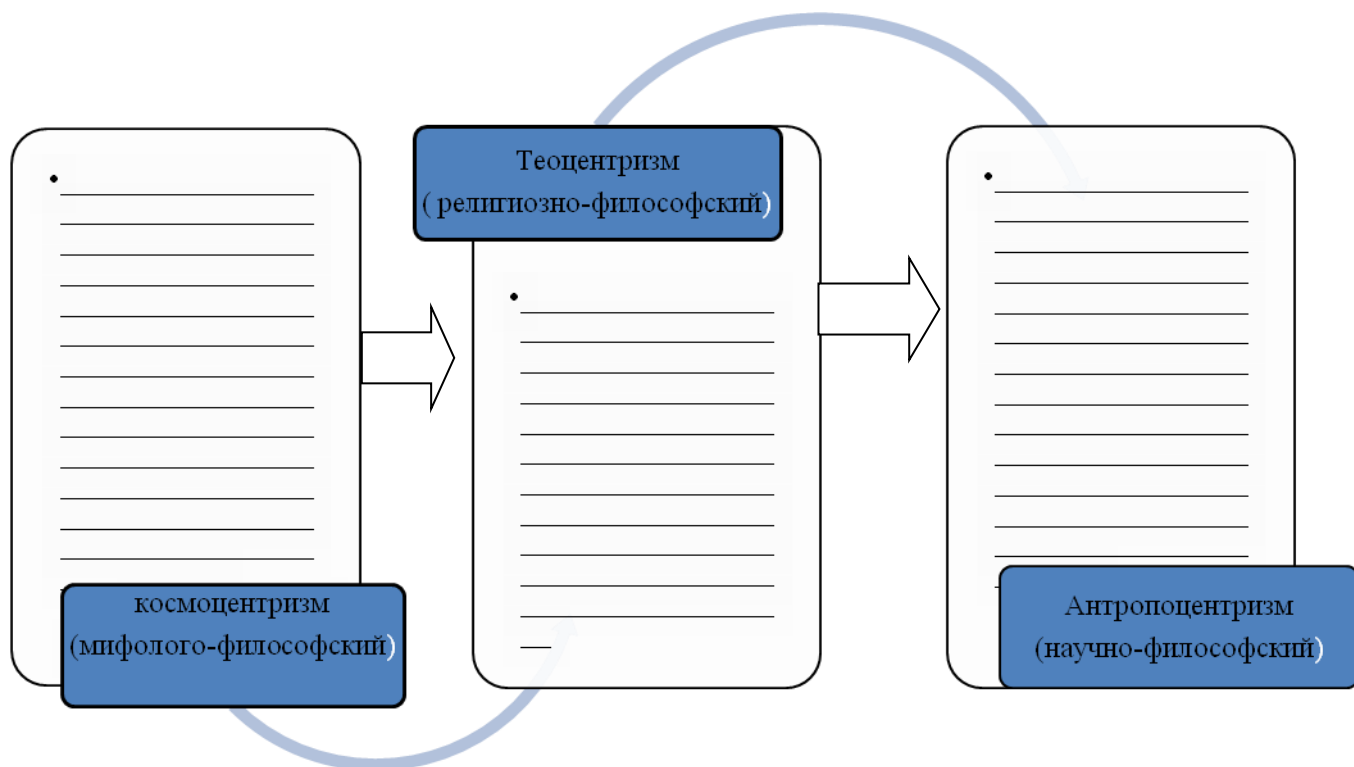 космоцентризм
(мифолого-философский)
Теоцентризм
( религиозно-философский)
Антропоцентризм
(научно-философский)